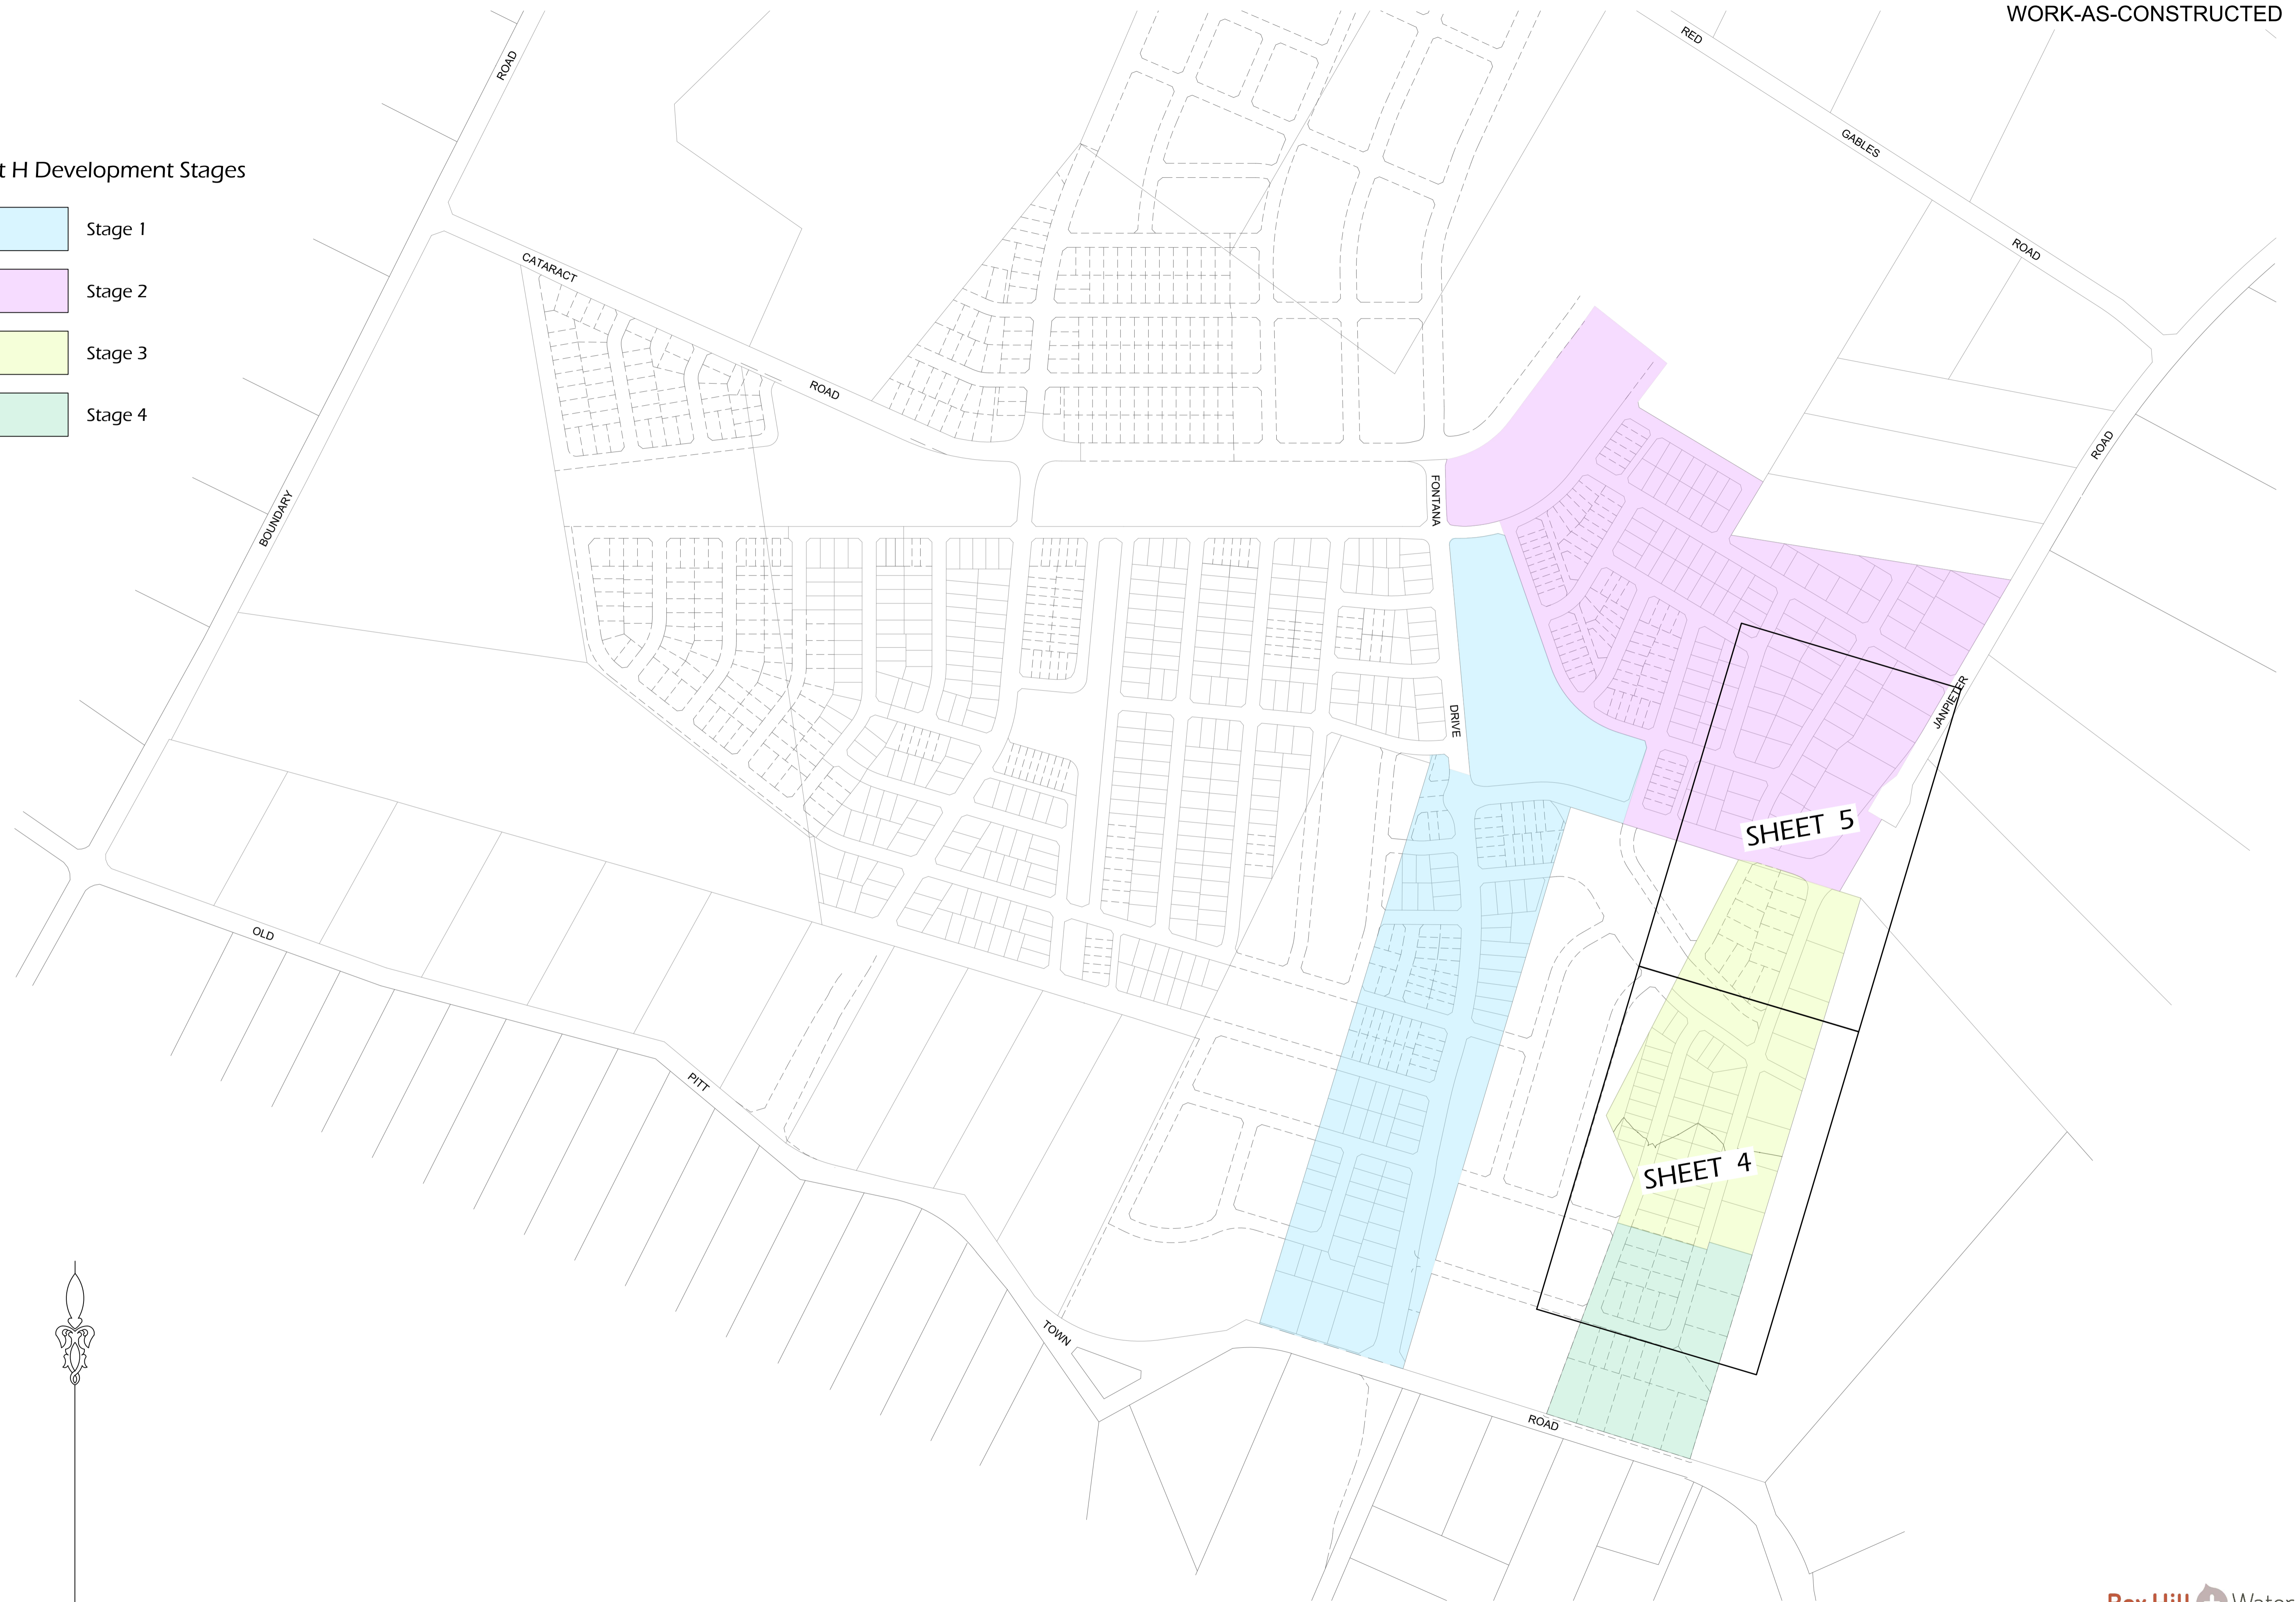 WORK-AS-CONSTRUCTED
RED
ROAD
GABLES
t H Development Stages
Stage 1
ROAD
CATARACT
Stage 2
Stage 3
ROAD
Stage 4
ROAD
FONTANA
BOUNDARY
JANPIETER
DRIVE
SHEET 5
OLD
PITT
SHEET 4
TOWN
ROAD